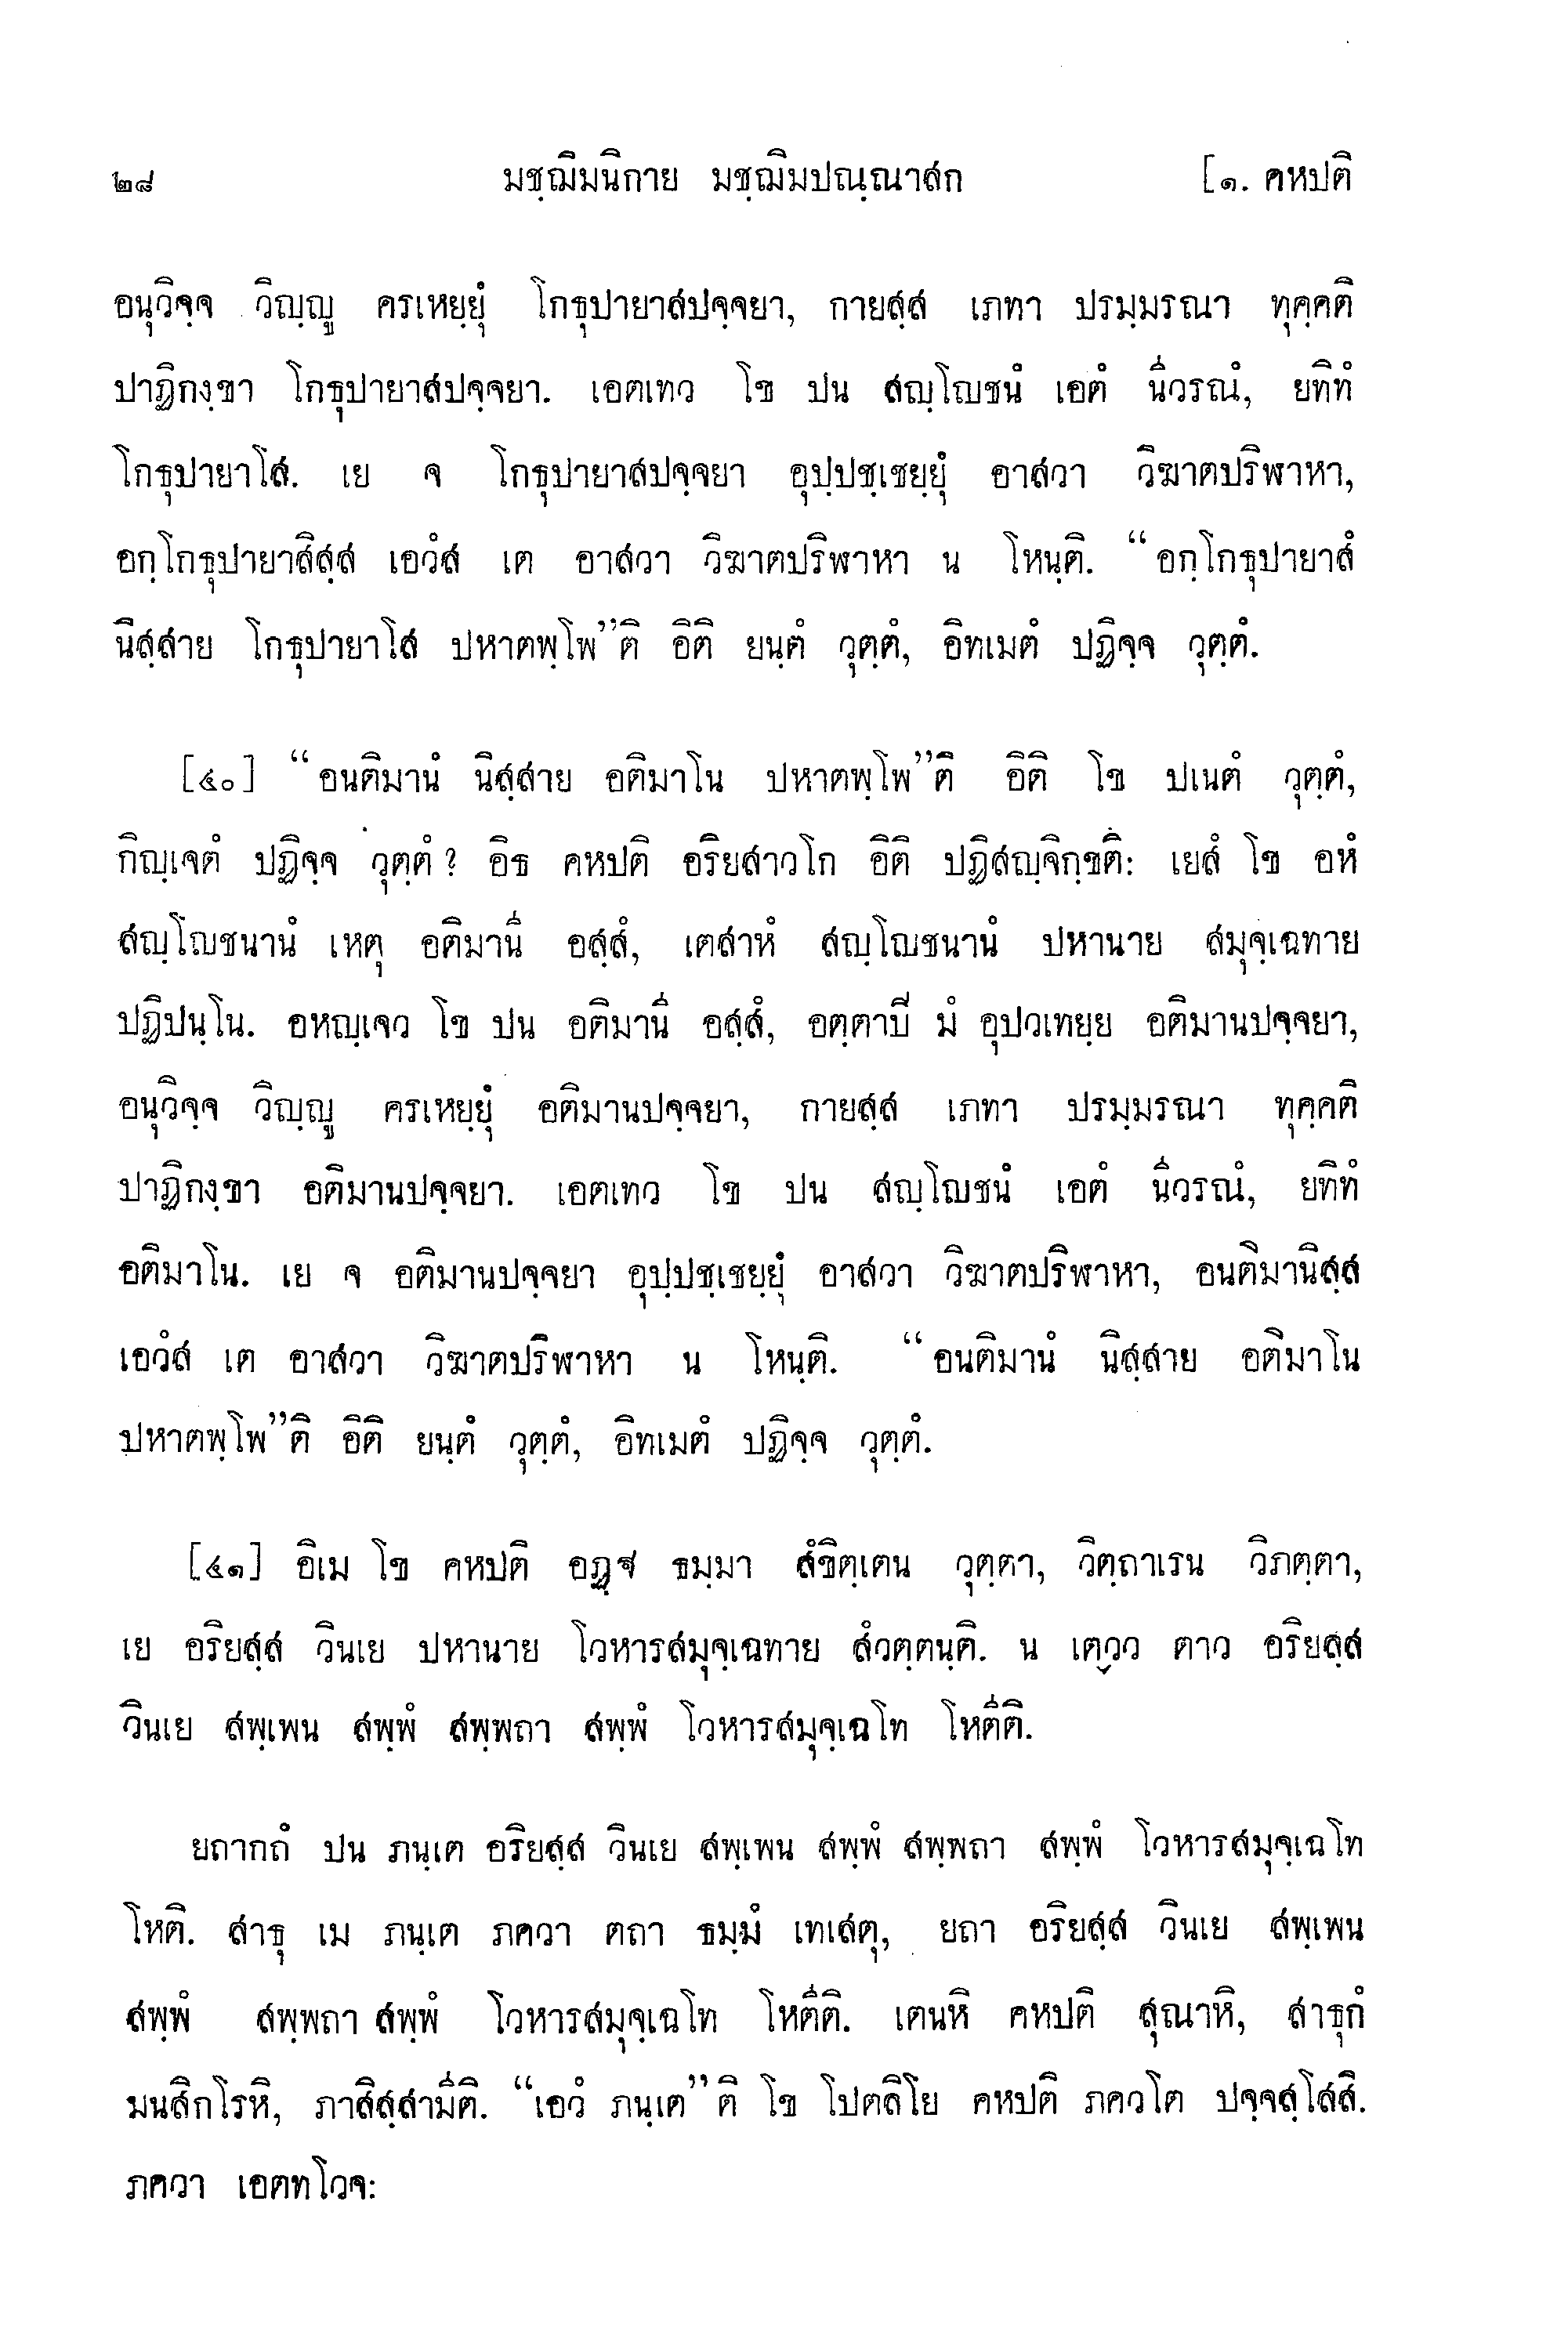 ๒๘ มชฺฌิมนิกาย มชฺฌิมปณฺณาสก [๑. คหปติ
อนุวิจฺจ วิญฺญู ครเหยฺยุํ โกธุปายาสปจฺจยา, กายสฺส เภทา ปรมฺมรณา ทุคฺคติ
ปาฏิกงฺขา โกธุปายาสปจฺจยา. เอตเทว โข ปน สญฺโญชนํ เอตํ นีวรณํ, ยทิทํ
โกธุปายาโส. เย จ โกธุปายาสปจฺจยา อุปฺปชฺเชยฺยุํ อาสวา วิฆาตปริฬาหา,
อกฺโกธุปายาสิสฺส เอวํส เต อาสวา วิฆาตปริฬาหา น โหนฺติ. “อกฺโกธุปายาสํ
นิสฺสาย โกธุปายาโส ปหาตพฺโพ”ติ อิติ ยนฺตํ วุตฺตํ, อิทเมตํ ปฏิจฺจ วุตฺตํ.
[๔๐] “อนติมานํ นิสฺสาย อติมาโน ปหาตพฺโพ”ติ อิติ โข ปเนตํ วุตฺตํ,
กิญฺเจตํ ปฏิจฺจ วุตฺตํ? อิธ คหปติ อริยสาวโก อิติ ปฏิสญฺจิกฺขติ: เยสํ โข อหํ
สญฺโญชนานํ เหตุ อติมานี อสฺสํ, เตสาหํ สญฺโญชนานํ ปหานาย สมุจฺเฉทาย
ปฏิปนฺโน. อหญฺเจว โข ปน อติมานี อสฺสํ, อตฺตาปิ มํ อุปวเทยฺย อติมานปจฺจยา,
อนุวิจฺจ วิญฺญู ครเหยฺยุํ อติมานปจฺจยา, กายสฺส เภทา ปรมฺมรณา ทุคฺคติ
ปาฏิกงฺขา อติมานปจฺจยา. เอตเทว โข ปน สญฺโญชนํ เอตํ นีวรณํ, ยทิทํ
อติมาโน. เย จ อติมานปจฺจยา อุปฺปชฺเชยฺยุํ อาสวา วิฆาตปริฬาหา, อนติมานิสฺส
เอวํส เต อาสวา วิฆาตปริฬาหา น โหนฺติ. “อนติมานํ นิสฺสาย อติมาโน
ปหาตพฺโพ”ติ อิติ ยนฺตํ วุตฺตํ, อิทเมตํ ปฏิจฺจ วุตฺตํ.
[๔๑] อิเม โข คหปติ อฏฺฐ ธมฺมา สํขิตฺเตน วุตฺตา, วิตฺถาเรน วิภตฺตา,
เย อริยสฺส วินเย ปหานาย โวหารสมุจฺเฉทาย สํวตฺตนฺติ. น เตฺวว ตาว อริยสฺส
วินเย สพฺเพน สพฺพํ สพฺพถา สพฺพํ โวหารสมุจฺเฉโท โหตีติ.
ยถากถํ ปน ภนฺเต อริยสฺส วินเย สพฺเพน สพฺพํ สพฺพถา สพฺพํ โวหารสมุจฺเฉโท
โหติ. สาธุ เม ภนฺเต ภควา ตถา ธมฺมํ เทเสตุ, ยถา อริยสฺส วินเย สพฺเพน
สพฺพํ สพฺพถา สพฺพํ โวหารสมุจฺเฉโท โหตีติ. เตนหิ คหปติ สุณาหิ, สาธุกํ
มนสิกโรหิ, ภาสิสฺสามีติ. “เอวํ ภนฺเต”ติ โข โปตลิโย คหปติ ภควโต ปจฺจสฺโสสิ.
ภควา เอตทโวจ: